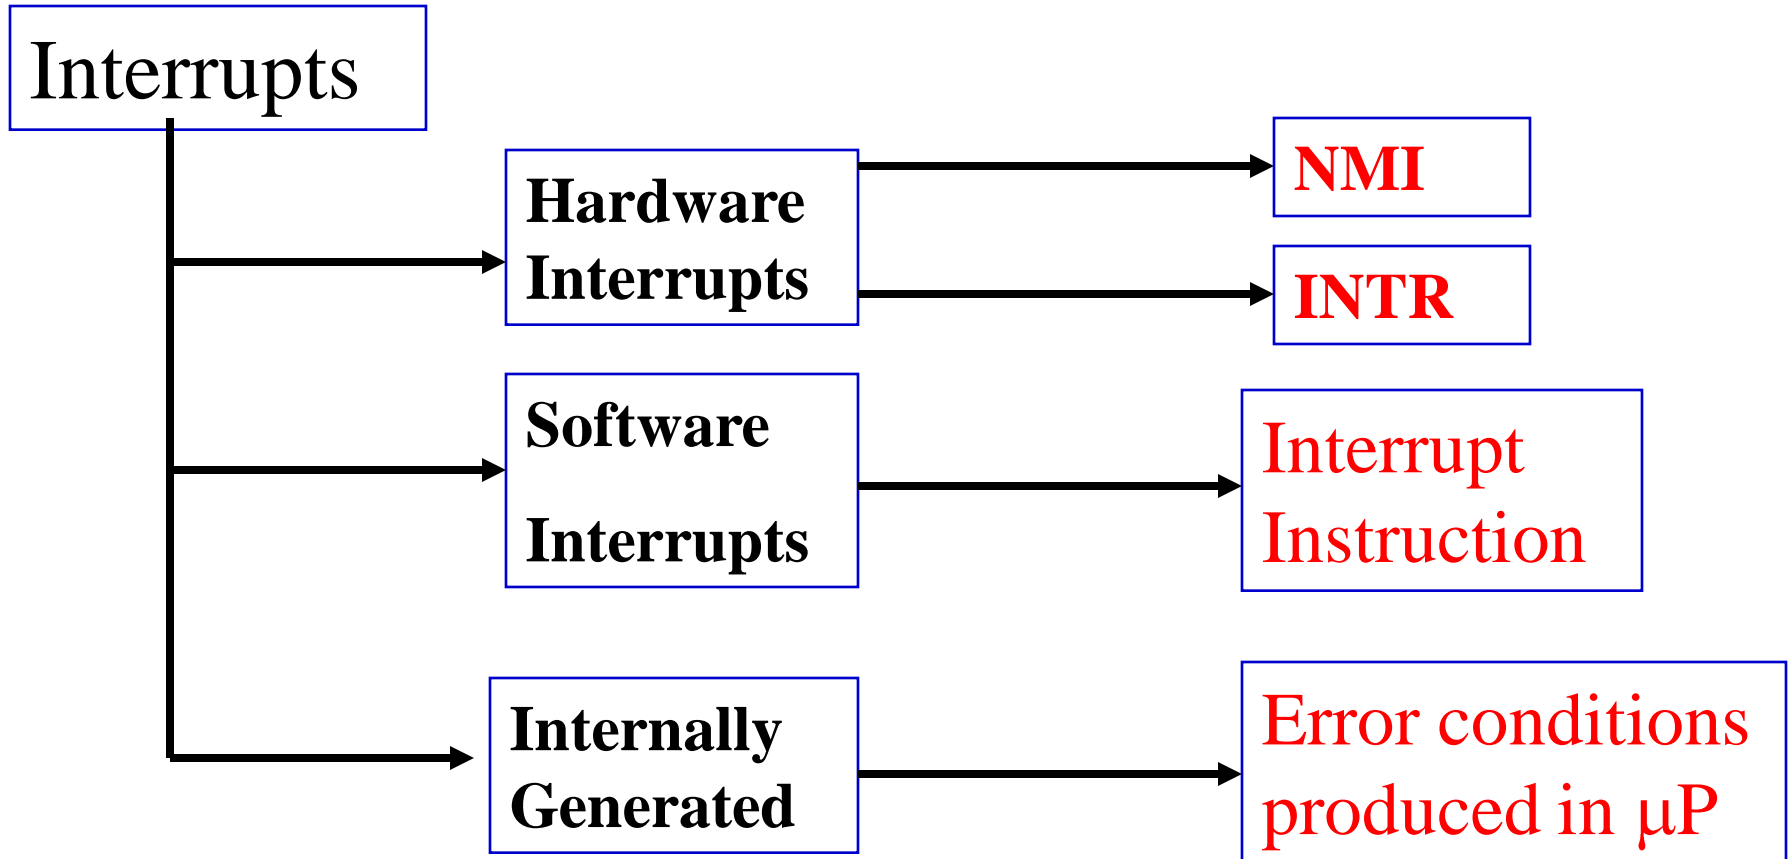 Interrupts
Hardware
Interrupts
NMI
INTR
Software
Interrupts
Interrupt
Instruction
Internally
Generated
Error conditions
produced in μP